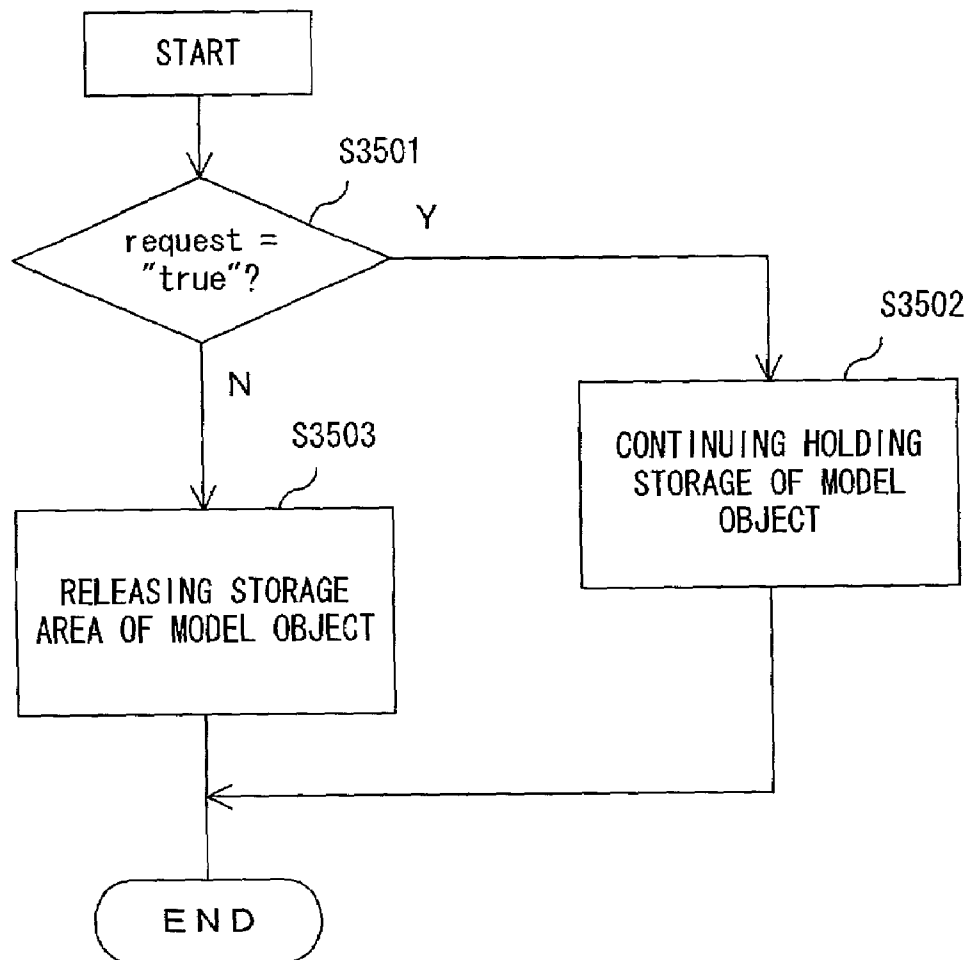 START
S3501
request =
"true"?
Y
N
S3502
CONTINUING HOLDING
STORAGE OF MODEL
OBJECT
S3503
RELEASING STORAGE
AREA OF MODEL OBJECT
END